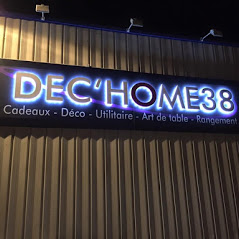 DEC'HOME38
Cadeaux - Déco - Utilitaire - Art de table - Rangement